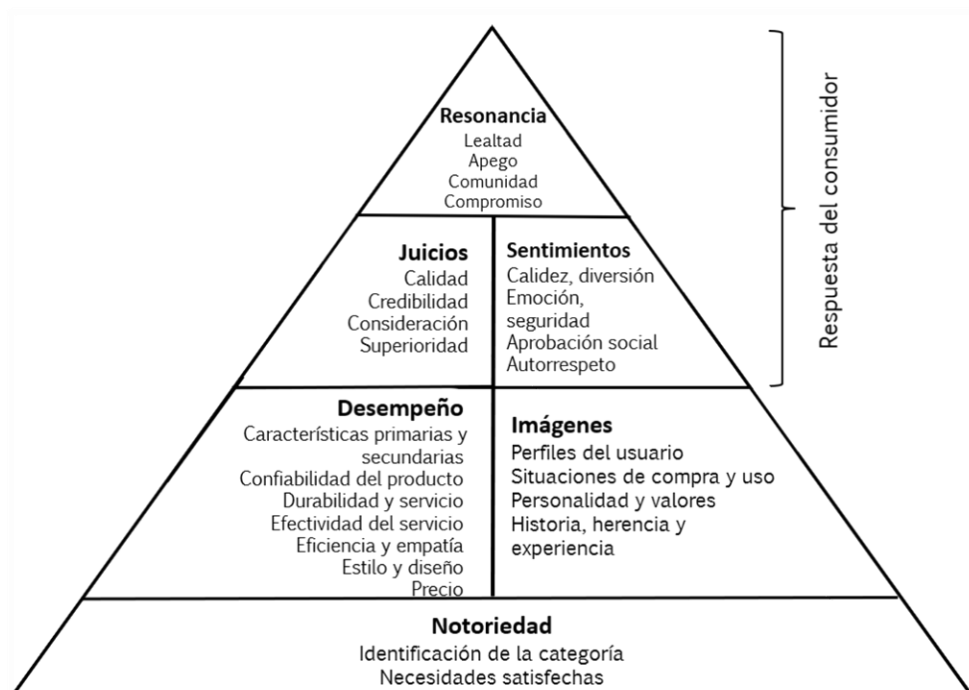 Resonancia
Lealtad
Apego
Comunidad
Compromiso
Juicios
Calidad
Credibilidad
Consideración
Superioridad
Sentimientos
Calidez, diversión
Emoción,
seguridad
Aprobación social
Autorrespeto
Desempeño
Características primarias y
secundarias
Confiabilidad del producto
Durabilidad y servicio
Efectividad del servicio
Eficiencia y empatía
Estilo y diseño
Precio
Imágenes
Perfiles del usuario
Situaciones de compra y uso
Personalidad y valores
Historia, herencia y
experiencia
Notoriedad
Identificación de la categoría
Necesidades satisfechas
Respuesta del consumidor